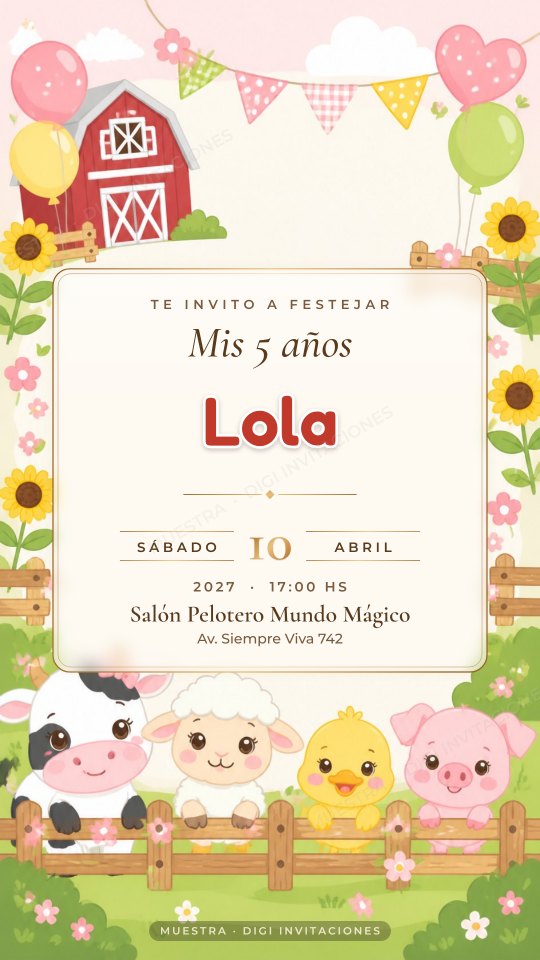 TE INVITO A FESTEJAR
Mis 5 años
Lola
SÁBADO 10 ABRIL
2027 · 17:00 HS
Salón Pelotero Mundo Mágico
Av. Siempre Viva 742
MUESTRA · DIGI INVITACIONES